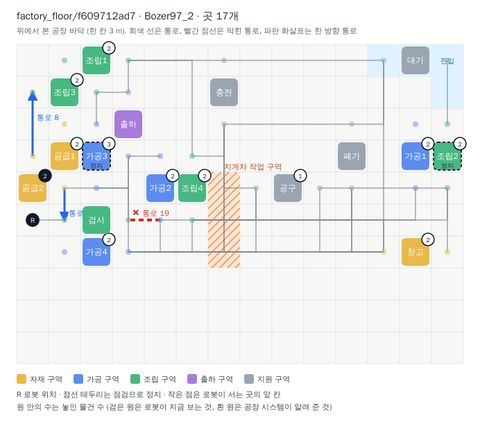 factory_floor/f609712ad7 · Bozer97_2 · 곳 17개
위에서 본 공장 바닥 (한 칸 3 m). 회색 선은 통로, 빨간 점선은 막힌 통로, 파란 화살표는 한 방향 통로
조립1
2
대기
진입
조립3
2
충전
통로 8
출하
공급1
2
가공3
3
정지
지게차 작업 구역
폐기
가공1
2
조립2
2
정지
공급2
2
가공2
2
조립4
2
공구
1
통로
검사
✖ 통로 19
R
가공4
2
창고
2
자재 구역
가공 구역
조립 구역
출하 구역
지원 구역
R 로봇 위치 · 점선 테두리는 점검으로 정지 · 작은 점은 로봇이 서는 곳의 앞 칸
원 안의 수는 놓인 물건 수 (검은 원은 로봇이 지금 보는 것, 흰 원은 공장 시스템이 알려 준 것)